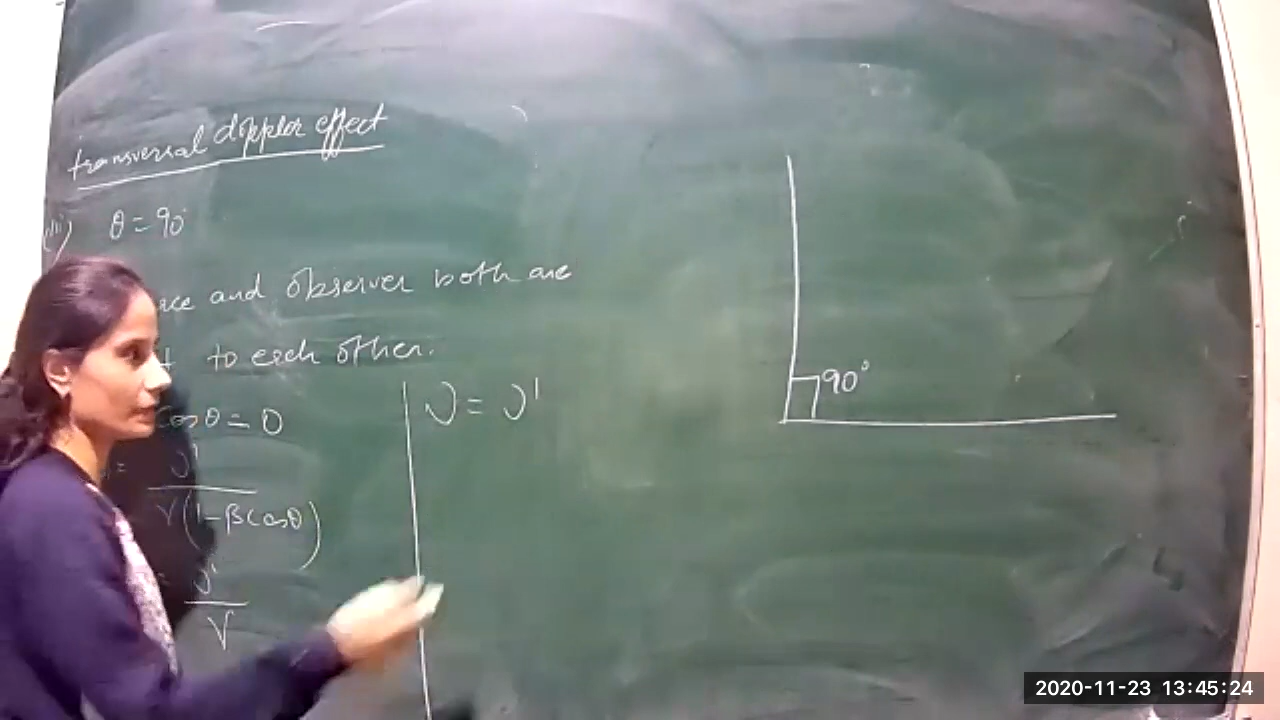 transversal doppler effect
(iii) θ = 90°
and observer both are
to each other.
Cosθ = 0
= ν'
γ(1-βcosθ)
ν'
γ
ν = ν'
90°
2020-11-23 13:45:24